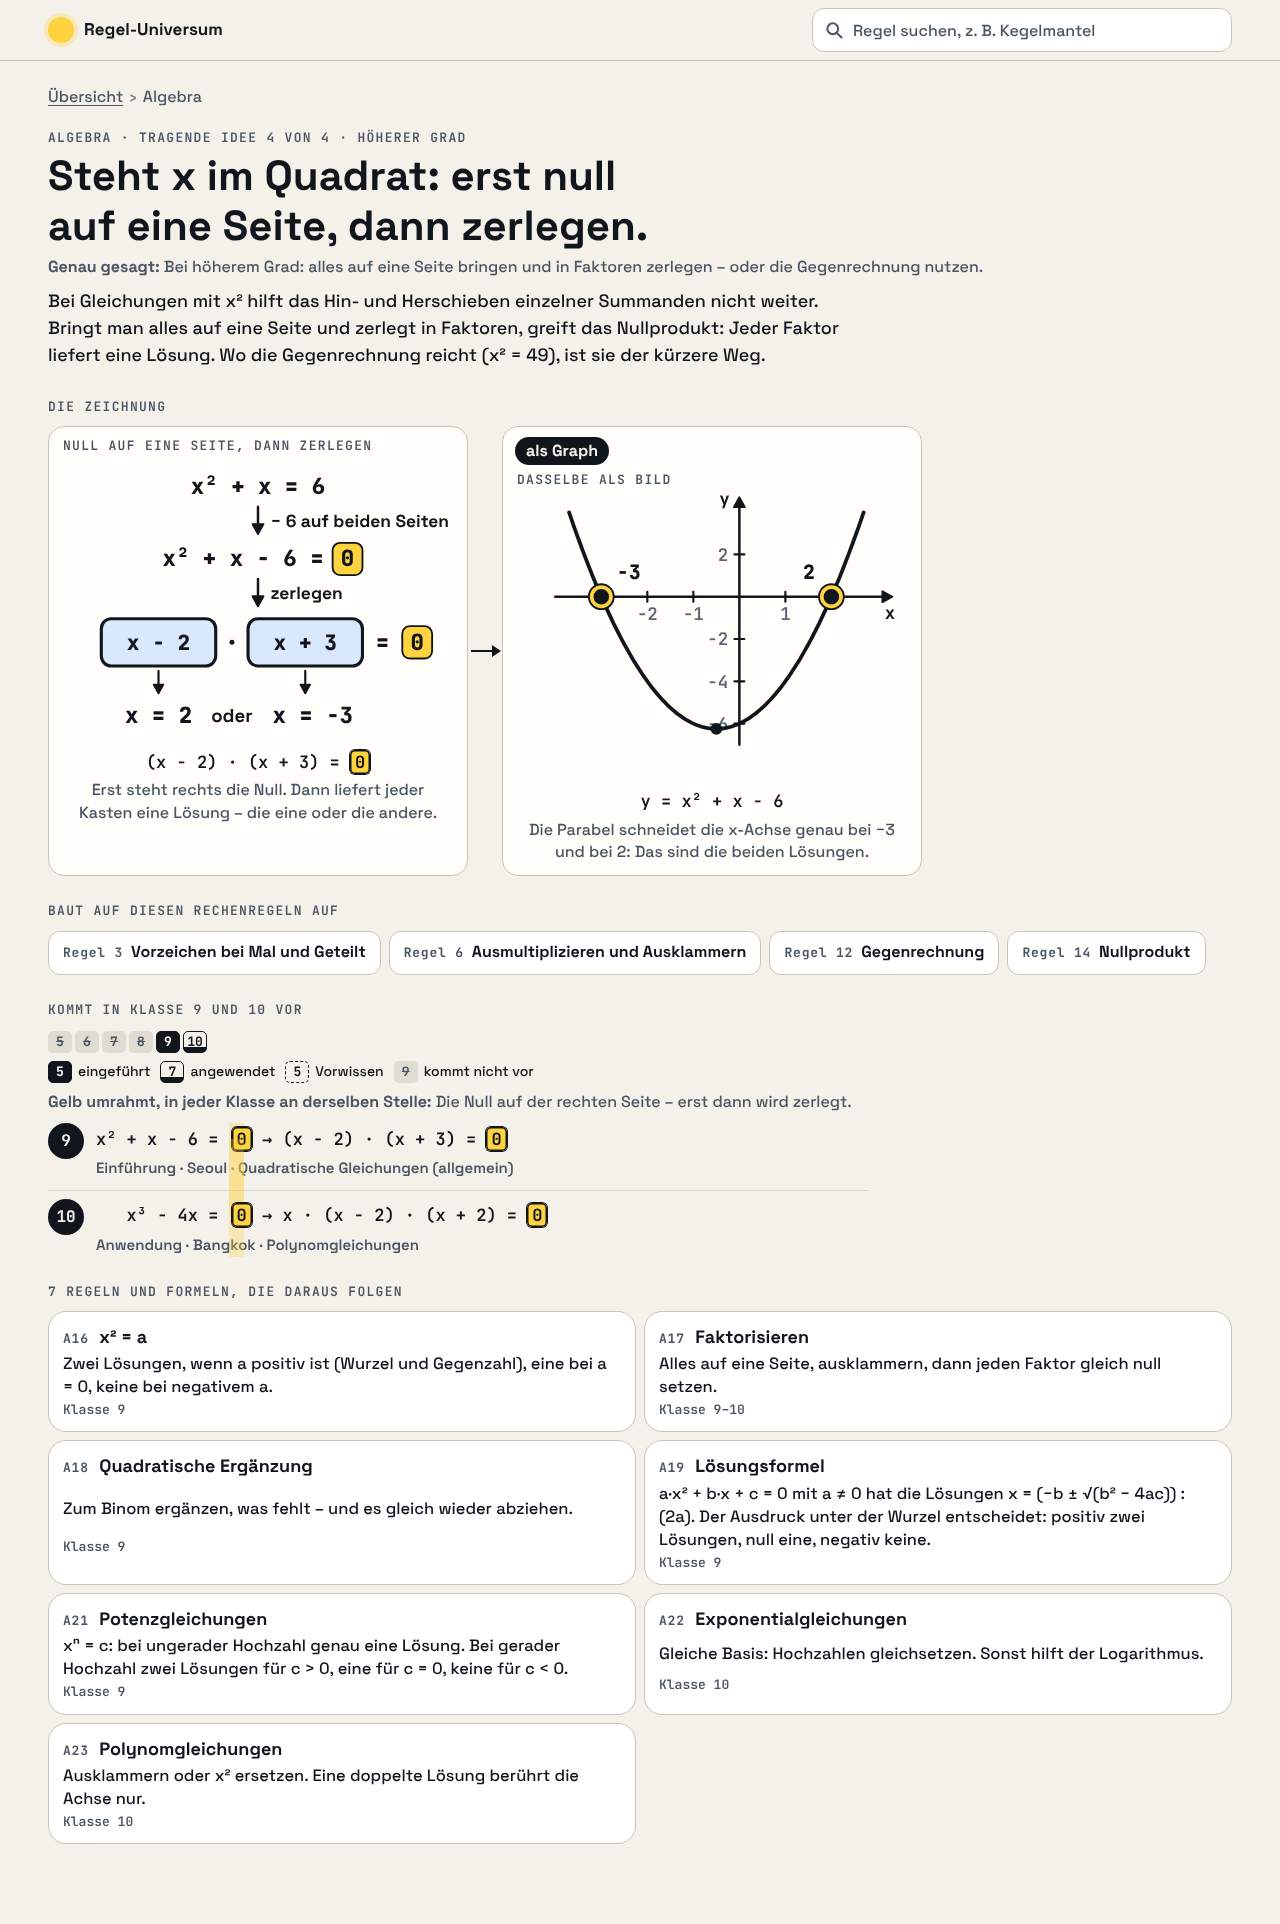 Regel-Universum
Regel suchen, z. B. Kegelmantel
Übersicht > Algebra
ALGEBRA · TRAGENDE IDEE 4 VON 4 · HÖHERER GRAD
Steht x im Quadrat: erst null
auf eine Seite, dann zerlegen.
Genau gesagt: Bei höherem Grad: alles auf eine Seite bringen und in Faktoren zerlegen – oder die Gegenrechnung nutzen.
Bei Gleichungen mit x² hilft das Hin- und Herschieben einzelner Summanden nicht weiter.
Bringt man alles auf eine Seite und zerlegt in Faktoren, greift das Nullprodukt: Jeder Faktor
liefert eine Lösung. Wo die Gegenrechnung reicht (x² = 49), ist sie der kürzere Weg.
DIE ZEICHNUNG
NULL AUF EINE SEITE, DANN ZERLEGEN
x² + x = 6
− 6 auf beiden Seiten
x² + x - 6 = 0
zerlegen
x - 2 · x + 3 = 0
x = 2 oder x = -3
(x - 2) · (x + 3) = 0
Erst steht rechts die Null. Dann liefert jeder
Kasten eine Lösung – die eine oder die andere.
als Graph
DASSELBE ALS BILD
y
2
-3
2
-2
-1
1
x
-2
-4
-6
y = x² + x - 6
Die Parabel schneidet die x-Achse genau bei −3
und bei 2: Das sind die beiden Lösungen.
BAUT AUF DIESEN RECHENREGELN AUF
Regel 3 Vorzeichen bei Mal und Geteilt
Regel 6 Ausmultiplizieren und Ausklammern
Regel 12 Gegenrechnung
Regel 14 Nullprodukt
KOMMT IN KLASSE 9 UND 10 VOR
5 6 7 8 9 10
5 eingeführt 7 angewendet 5 Vorwissen 9 kommt nicht vor
Gelb umrahmt, in jeder Klasse an derselben Stelle: Die Null auf der rechten Seite – erst dann wird zerlegt.
9 x² + x - 6 = 0 → (x - 2) · (x + 3) = 0
Einführung · Seoul · Quadratische Gleichungen (allgemein)
10 x³ - 4x = 0 → x · (x - 2) · (x + 2) = 0
Anwendung · Bangkok · Polynomgleichungen
7 REGELN UND FORMELN, DIE DARAUS FOLGEN
A16 x² = a
Zwei Lösungen, wenn a positiv ist (Wurzel und Gegenzahl), eine bei a
= 0, keine bei negativem a.
Klasse 9
A17 Faktorisieren
Alles auf eine Seite, ausklammern, dann jeden Faktor gleich null
setzen.
Klasse 9–10
A18 Quadratische Ergänzung
Zum Binom ergänzen, was fehlt – und es gleich wieder abziehen.
Klasse 9
A19 Lösungsformel
a·x² + b·x + c = 0 mit a ≠ 0 hat die Lösungen x = (−b ± √(b² − 4ac)) :
(2a). Der Ausdruck unter der Wurzel entscheidet: positiv zwei
Lösungen, null eine, negativ keine.
Klasse 9
A21 Potenzgleichungen
xⁿ = c: bei ungerader Hochzahl genau eine Lösung. Bei gerader
Hochzahl zwei Lösungen für c > 0, eine für c = 0, keine für c < 0.
Klasse 9
A22 Exponentialgleichungen
Gleiche Basis: Hochzahlen gleichsetzen. Sonst hilft der Logarithmus.
Klasse 10
A23 Polynomgleichungen
Ausklammern oder x² ersetzen. Eine doppelte Lösung berührt die
Achse nur.
Klasse 10